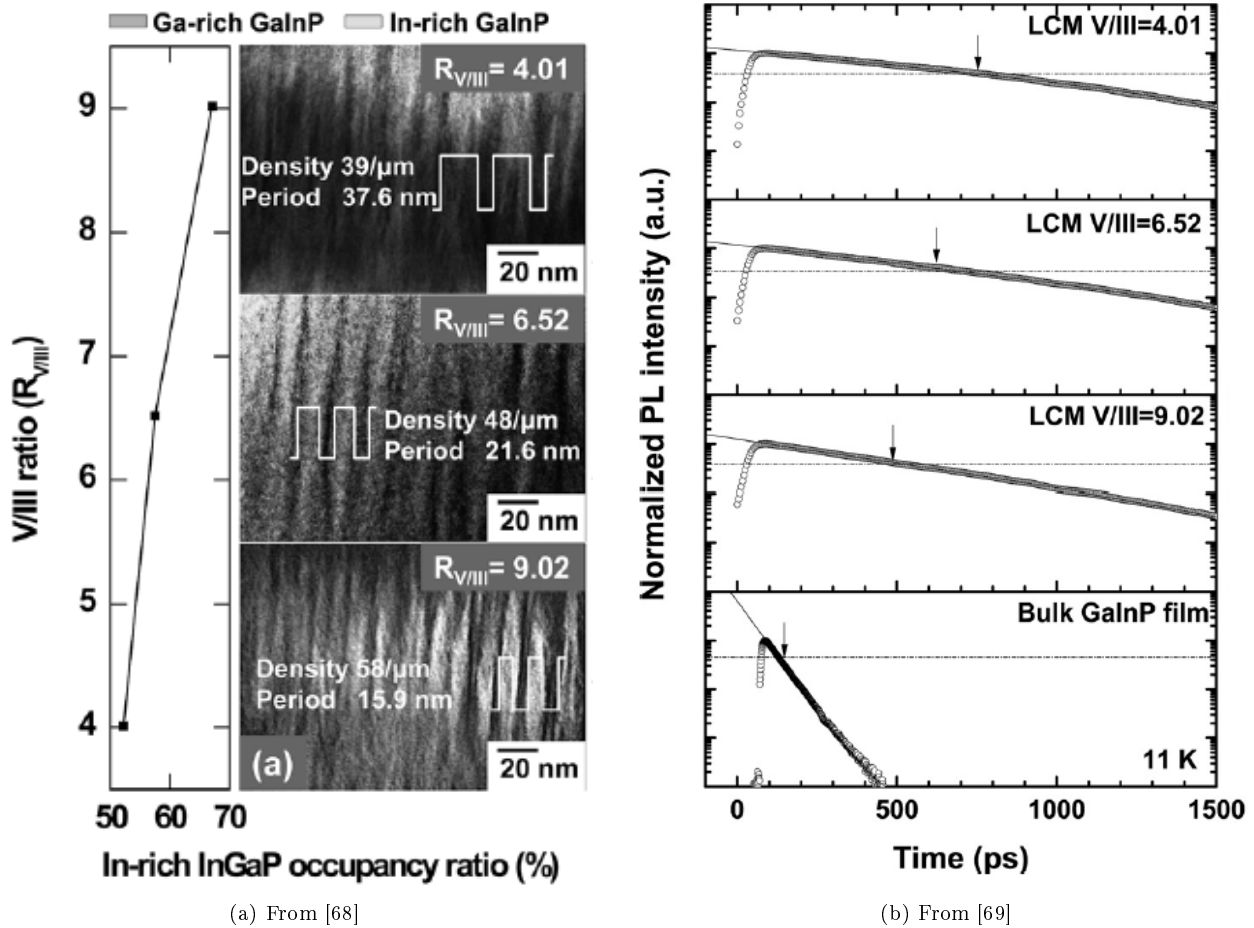 Ga-rich GaInP In-rich GaInP
V/III ratio (R_V/III)
9
8
7
6
5
4
50 60 70
In-rich InGaP occupancy ratio (%)
R_V/III= 4.01
Density 39/μm
Period 37.6 nm
20 nm
R_V/III= 6.52
Density 48/μm
Period 21.6 nm
20 nm
R_V/III= 9.02
Density 58/μm
Period 15.9 nm
20 nm
(a)
(a) From [68]
Normalized PL intensity (a.u.)
LCM V/III=4.01
LCM V/III=6.52
LCM V/III=9.02
Bulk GaInP film
11 K
0 500 1000 1500
Time (ps)
(b) From [69]